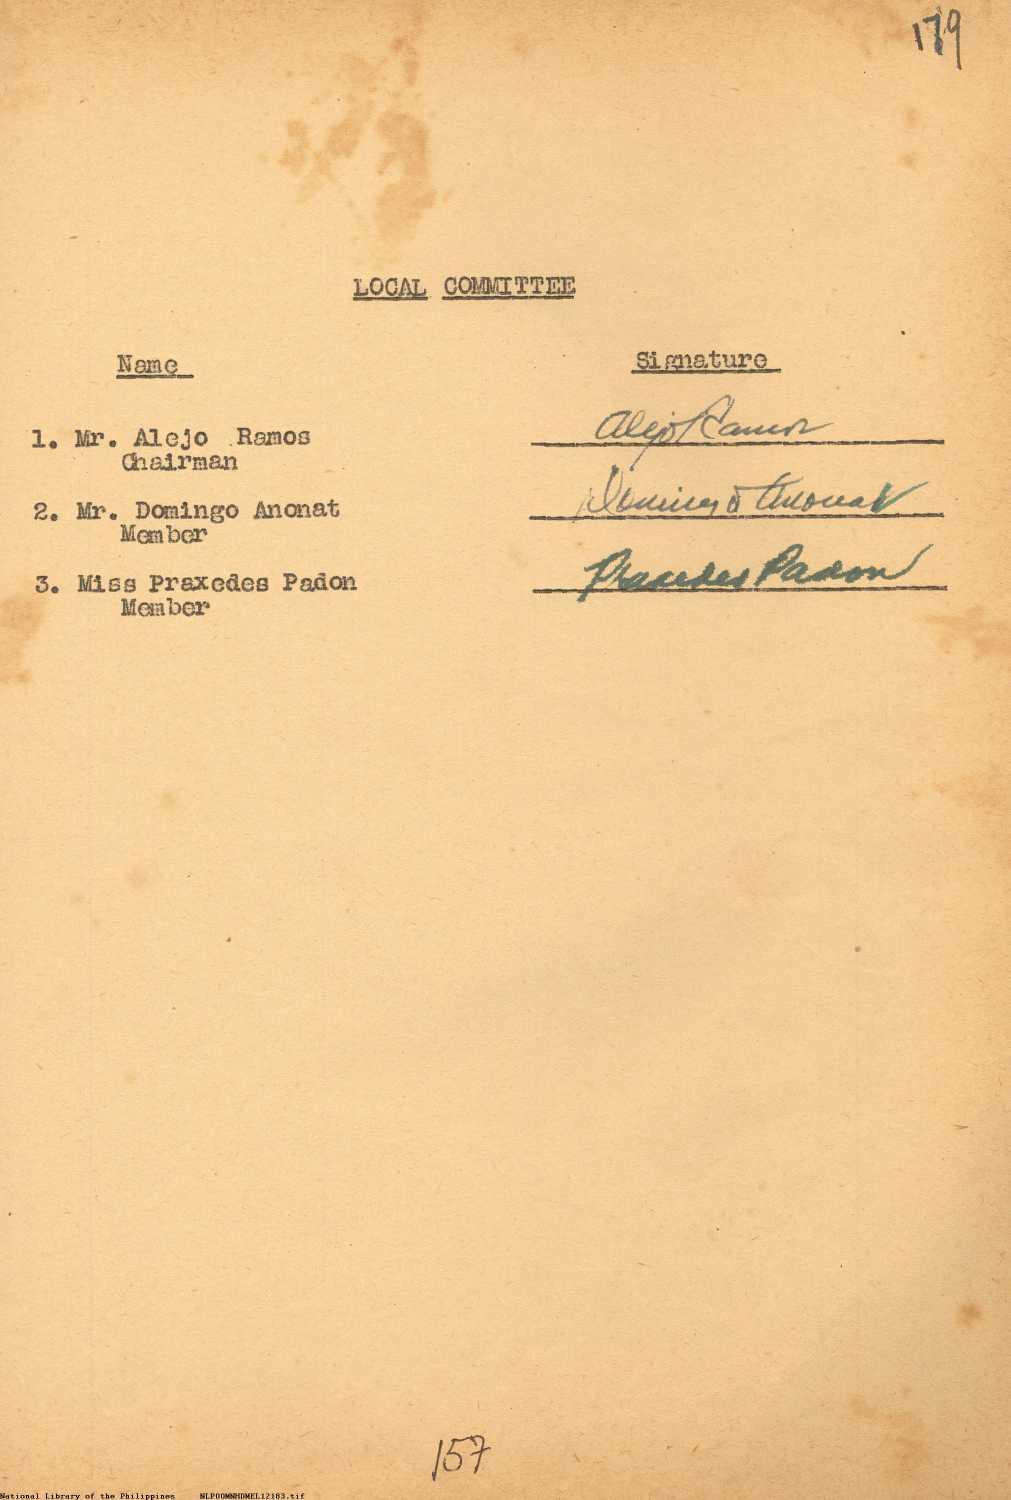 179
LOCAL COMMITTEE
Name Signature
1. Mr. Alejo Ramos Alejo Ramos
Chairman
2. Mr. Domingo Anonat Domingo Anonat
Member
3. Miss Praxedes Padon Praxedes Padon
Member
157
National Library of the Philippines NLPOOMNHDMEL12183.tif